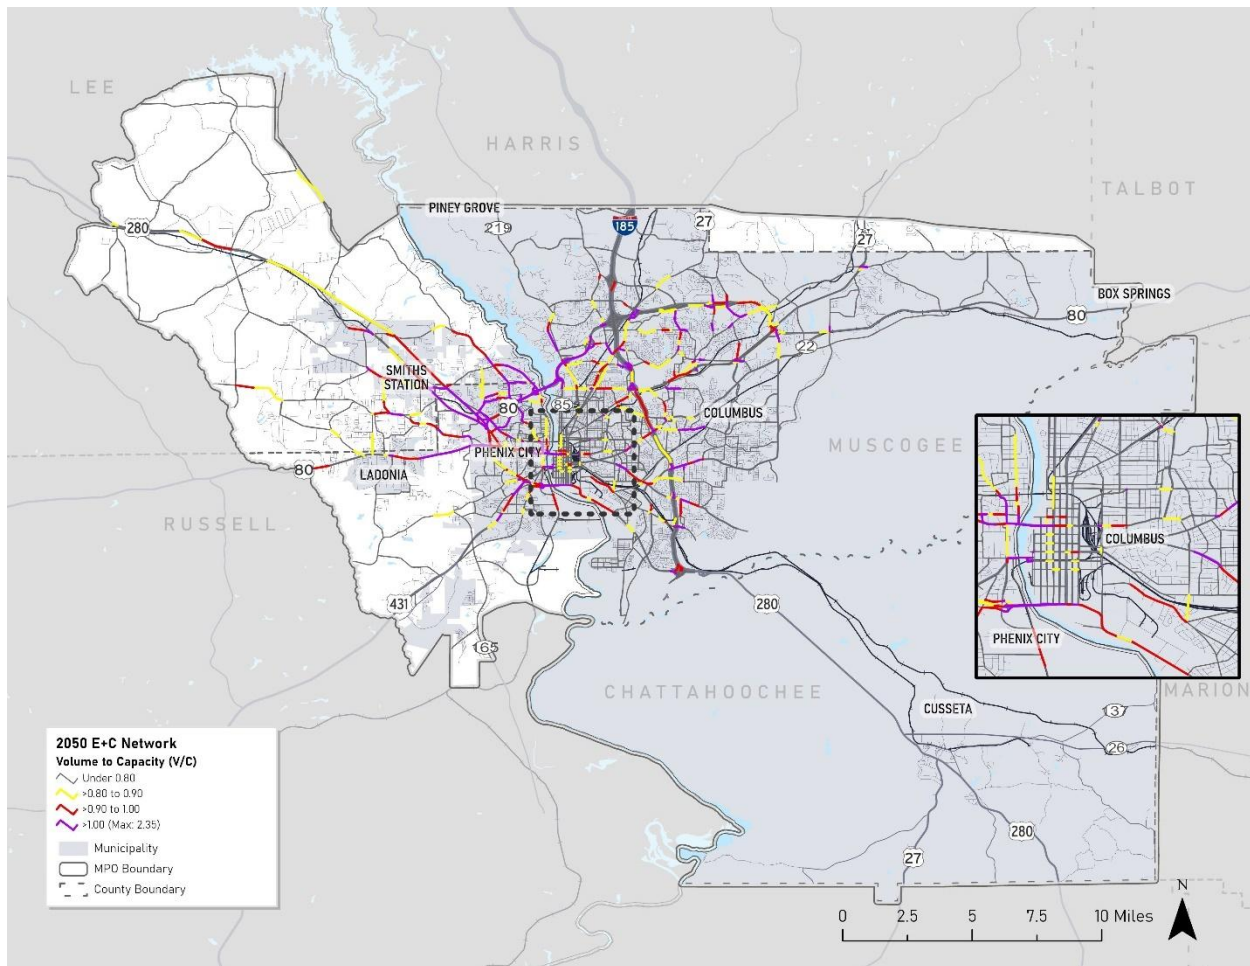 LEE
HARRIS
TALBOT
PINEY GROVE
219
185
27
27
280
BOX SPRINGS
80
22
SMITHS
STATION
80
85
COLUMBUS
MUSCOGEE
PHENIX CITY
80
LADONIA
RUSSELL
COLUMBUS
PHENIX CITY
431
280
165
CHATTAHOOCHEE
MARION
CUSSETA
137
26
280
27
2050 E+C Network
Volume to Capacity (V/C)
Under 0.80
>0.80 to 0.90
>0.90 to 1.00
>1.00 (Max: 2.35)
Municipality
MPO Boundary
County Boundary
N
0 2.5 5 7.5 10 Miles